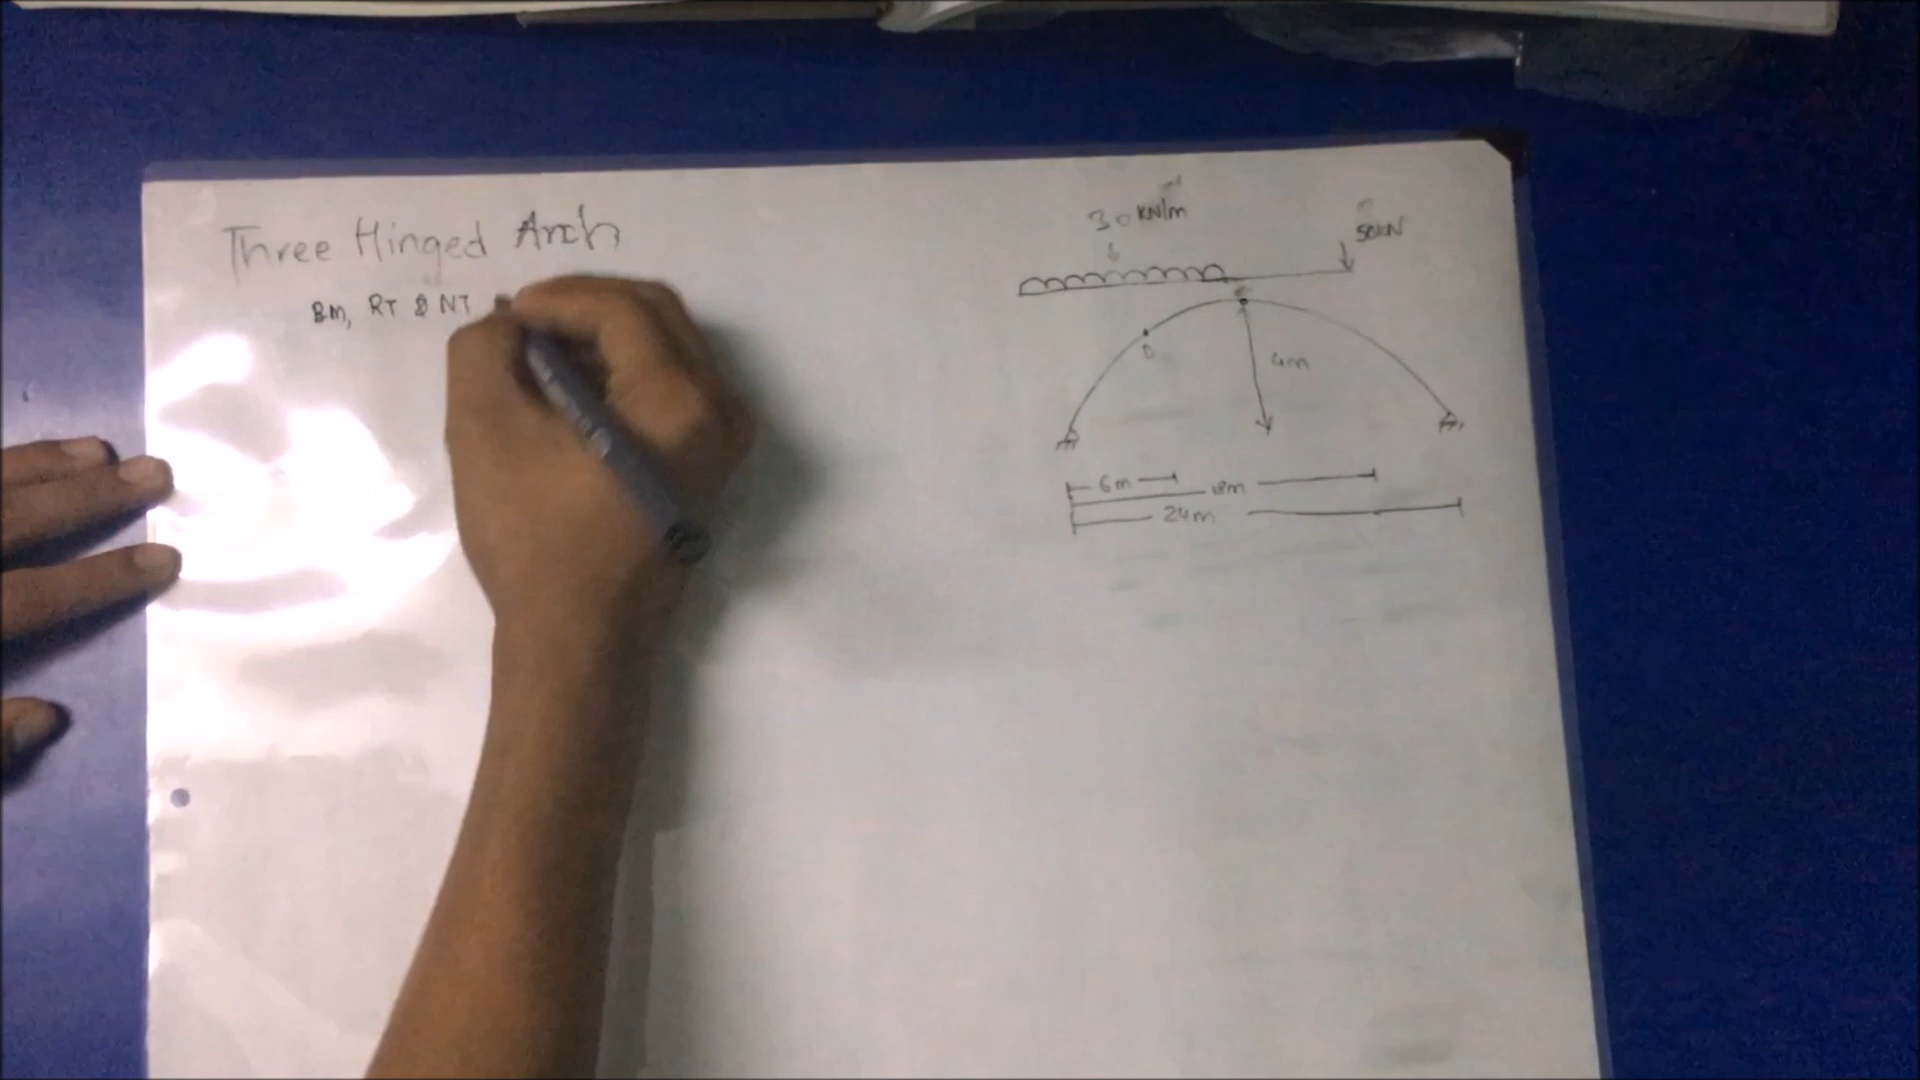 Three Hinged Arch
BM, RT & NT
30 KN/m
50KN
C
D
4m
6m
18m
24m